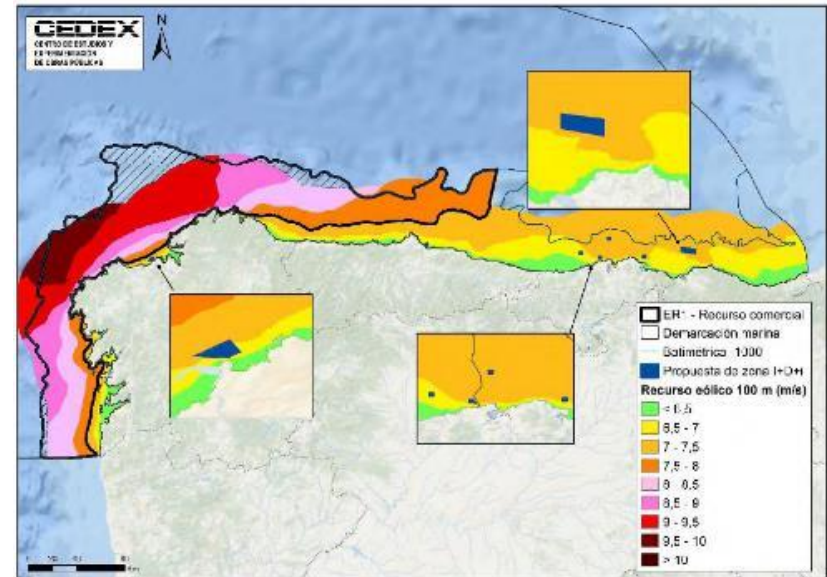 CEDEX
CENTRO DE ESTUDIOS Y
EXPERIMENTACIÓN
DE OBRAS PÚBLICAS
N
ER1 - Recurso comercial
Demarcación marina
Batimétrica 1000
Propuesta de zona I+D+i
Recurso eólico 100 m (m/s)
< 6,5
6,5 - 7
7 - 7,5
7,5 - 8
8 - 8,5
8,5 - 9
9 - 9,5
9,5 - 10
> 10